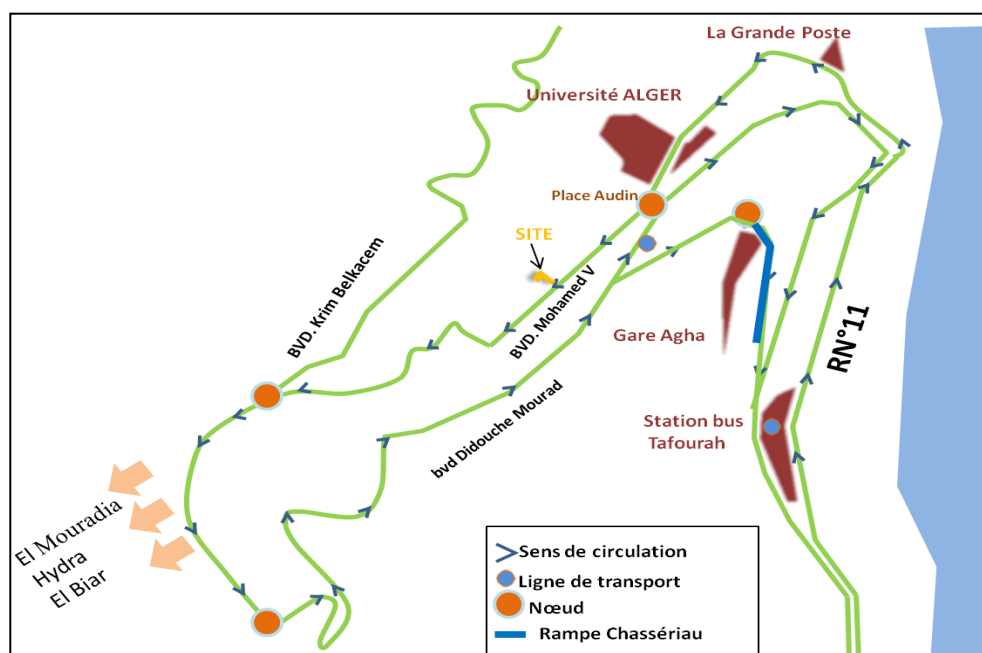 La Grande Poste
Université ALGER
Place Audin
SITE
BVD. Krim Belkacem
BVD. Mohamed V
Gare Agha
RN°11
bvd Didouche Mourad
Station bus
Tafourah
El Mouradia
Hydra
El Biar
Sens de circulation
Ligne de transport
Nœud
Rampe Chassériau